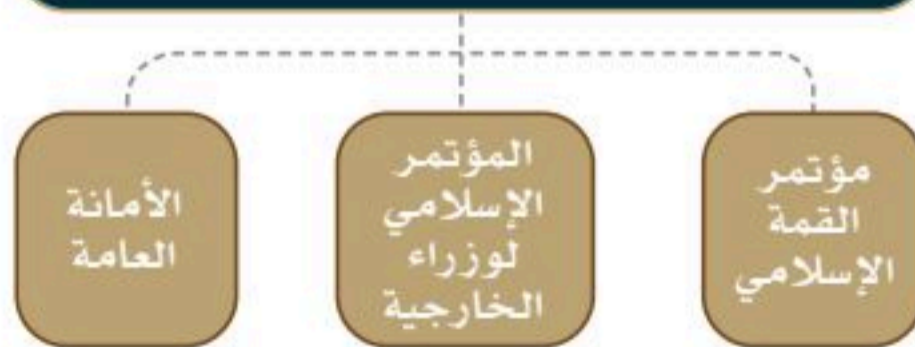 مؤتمر
القمة
الإسلامي
المؤتمر
الإسلامي
لوزراء
الخارجية
الأمانة
العامة